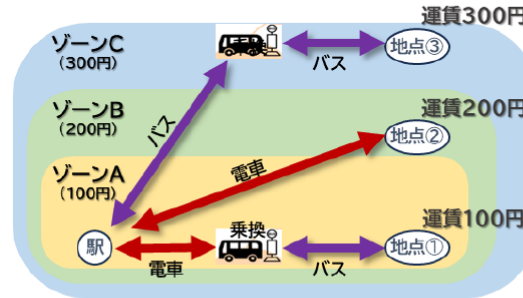 運賃300円
ゾーンC
(300円)
地点③
バス
ゾーンB
(200円)
バス
運賃200円
地点②
ゾーンA
(100円)
電車
運賃100円
乗換
駅
地点①
電車
バス